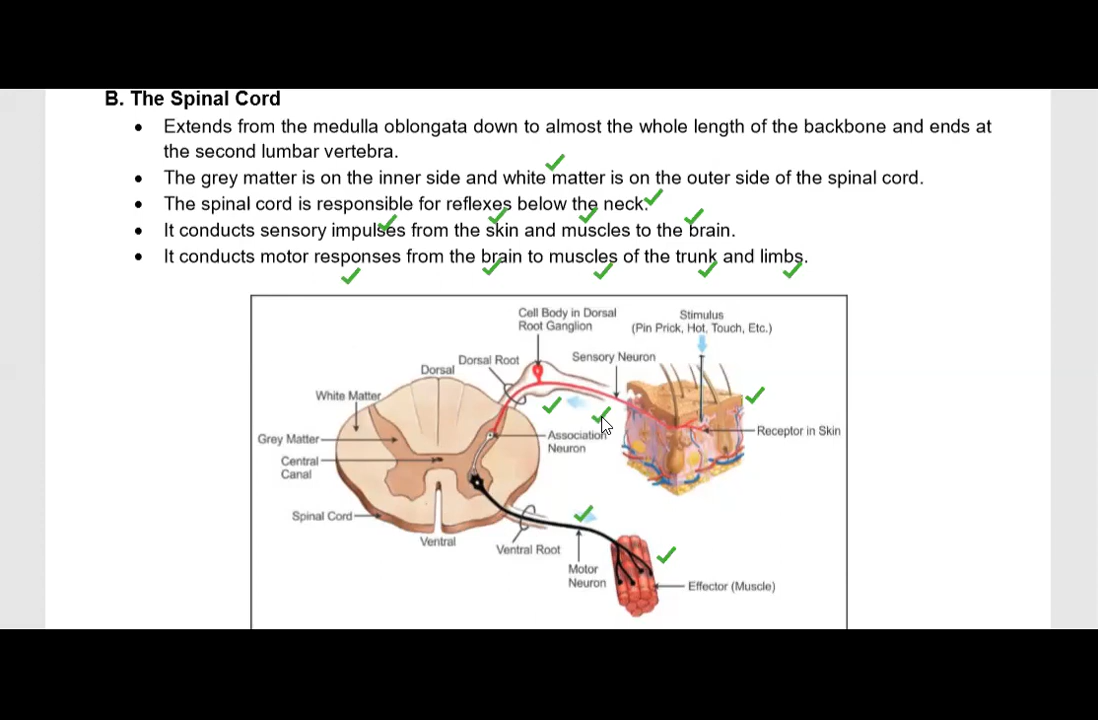 B. The Spinal Cord
• Extends from the medulla oblongata down to almost the whole length of the backbone and ends at
the second lumbar vertebra.
• The grey matter is on the inner side and white matter is on the outer side of the spinal cord.
• The spinal cord is responsible for reflexes below the neck.
• It conducts sensory impulses from the skin and muscles to the brain.
• It conducts motor responses from the brain to muscles of the trunk and limbs.
Cell Body in Dorsal
Root Ganglion
Stimulus
(Pin Prick, Hot, Touch, Etc.)
Dorsal Root
Sensory Neuron
Dorsal
White Matter
Grey Matter
Association
Neuron
Receptor in Skin
Central
Canal
Spinal Cord
Ventral
Ventral Root
Motor
Neuron
Effector (Muscle)